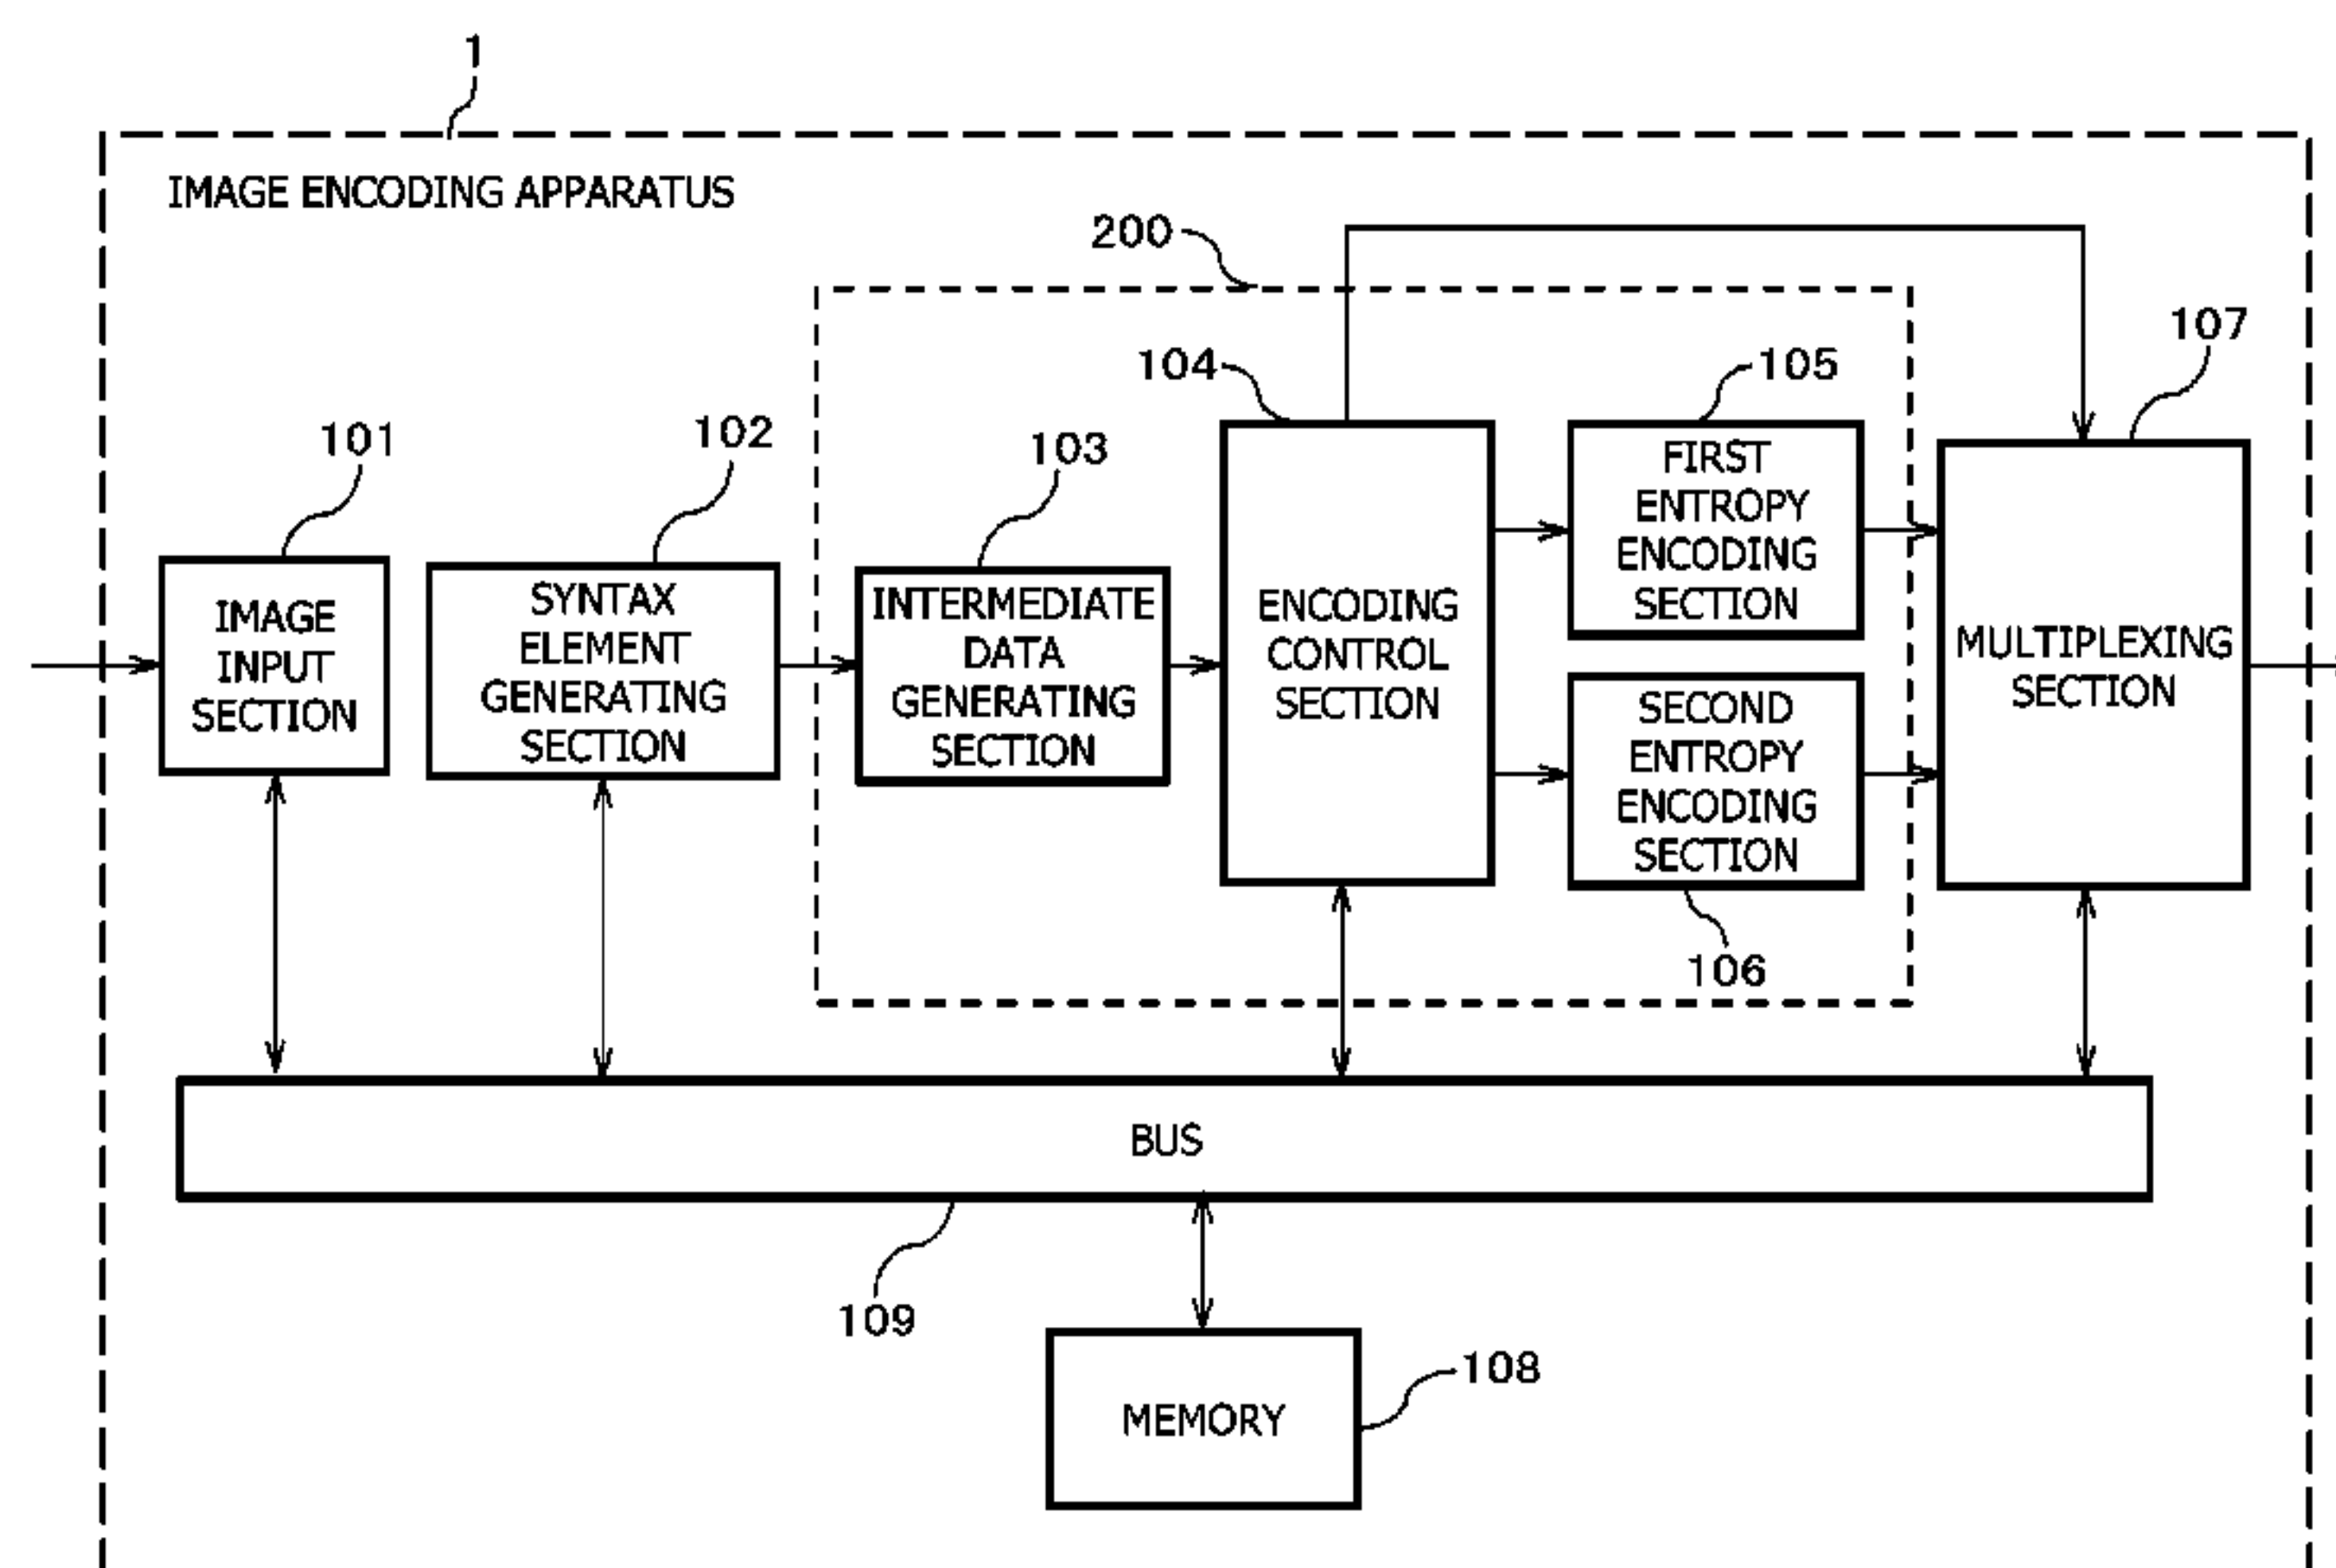 1
IMAGE ENCODING APPARATUS
200
107
104
105
102
101
103
FIRST
ENTROPY
ENCODING
SECTION
IMAGE
INPUT
SECTION
SYNTAX
ELEMENT
GENERATING
SECTION
INTERMEDIATE
DATA
GENERATING
SECTION
ENCODING
CONTROL
SECTION
MULTIPLEXING
SECTION
SECOND
ENTROPY
ENCODING
SECTION
106
BUS
109
108
MEMORY